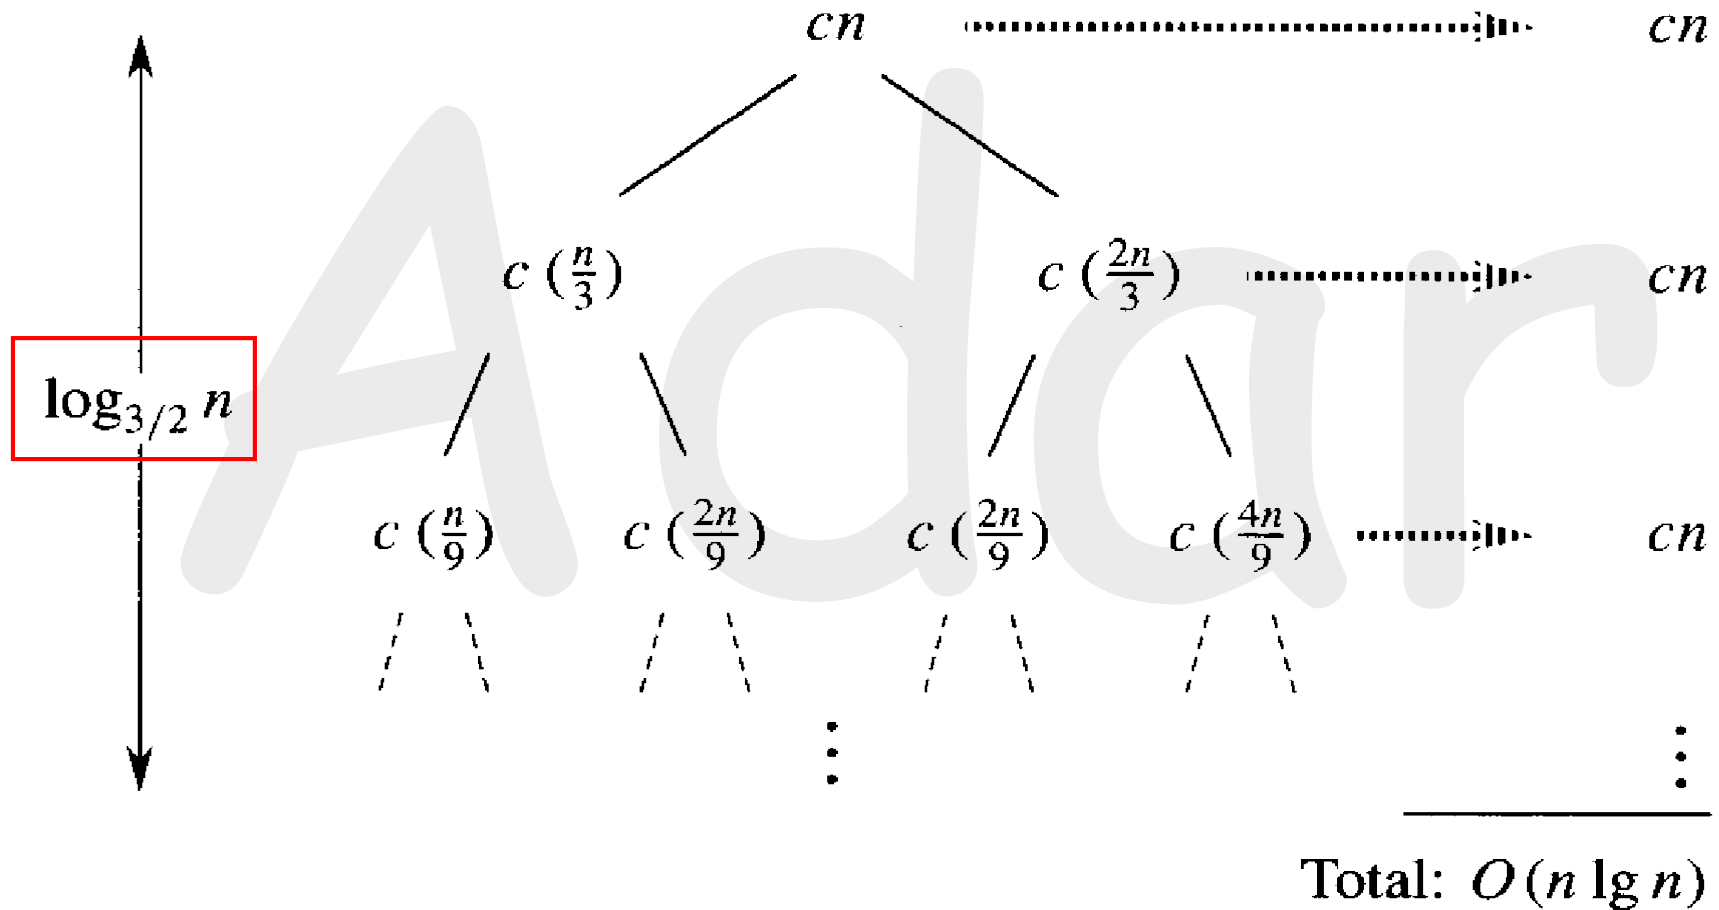 cn cn
c (n/3) c (2n/3) cn
log_{3/2} n
c (n/9) c (2n/9) c (2n/9) c (4n/9) cn
Total: O(n lg n)
Adar